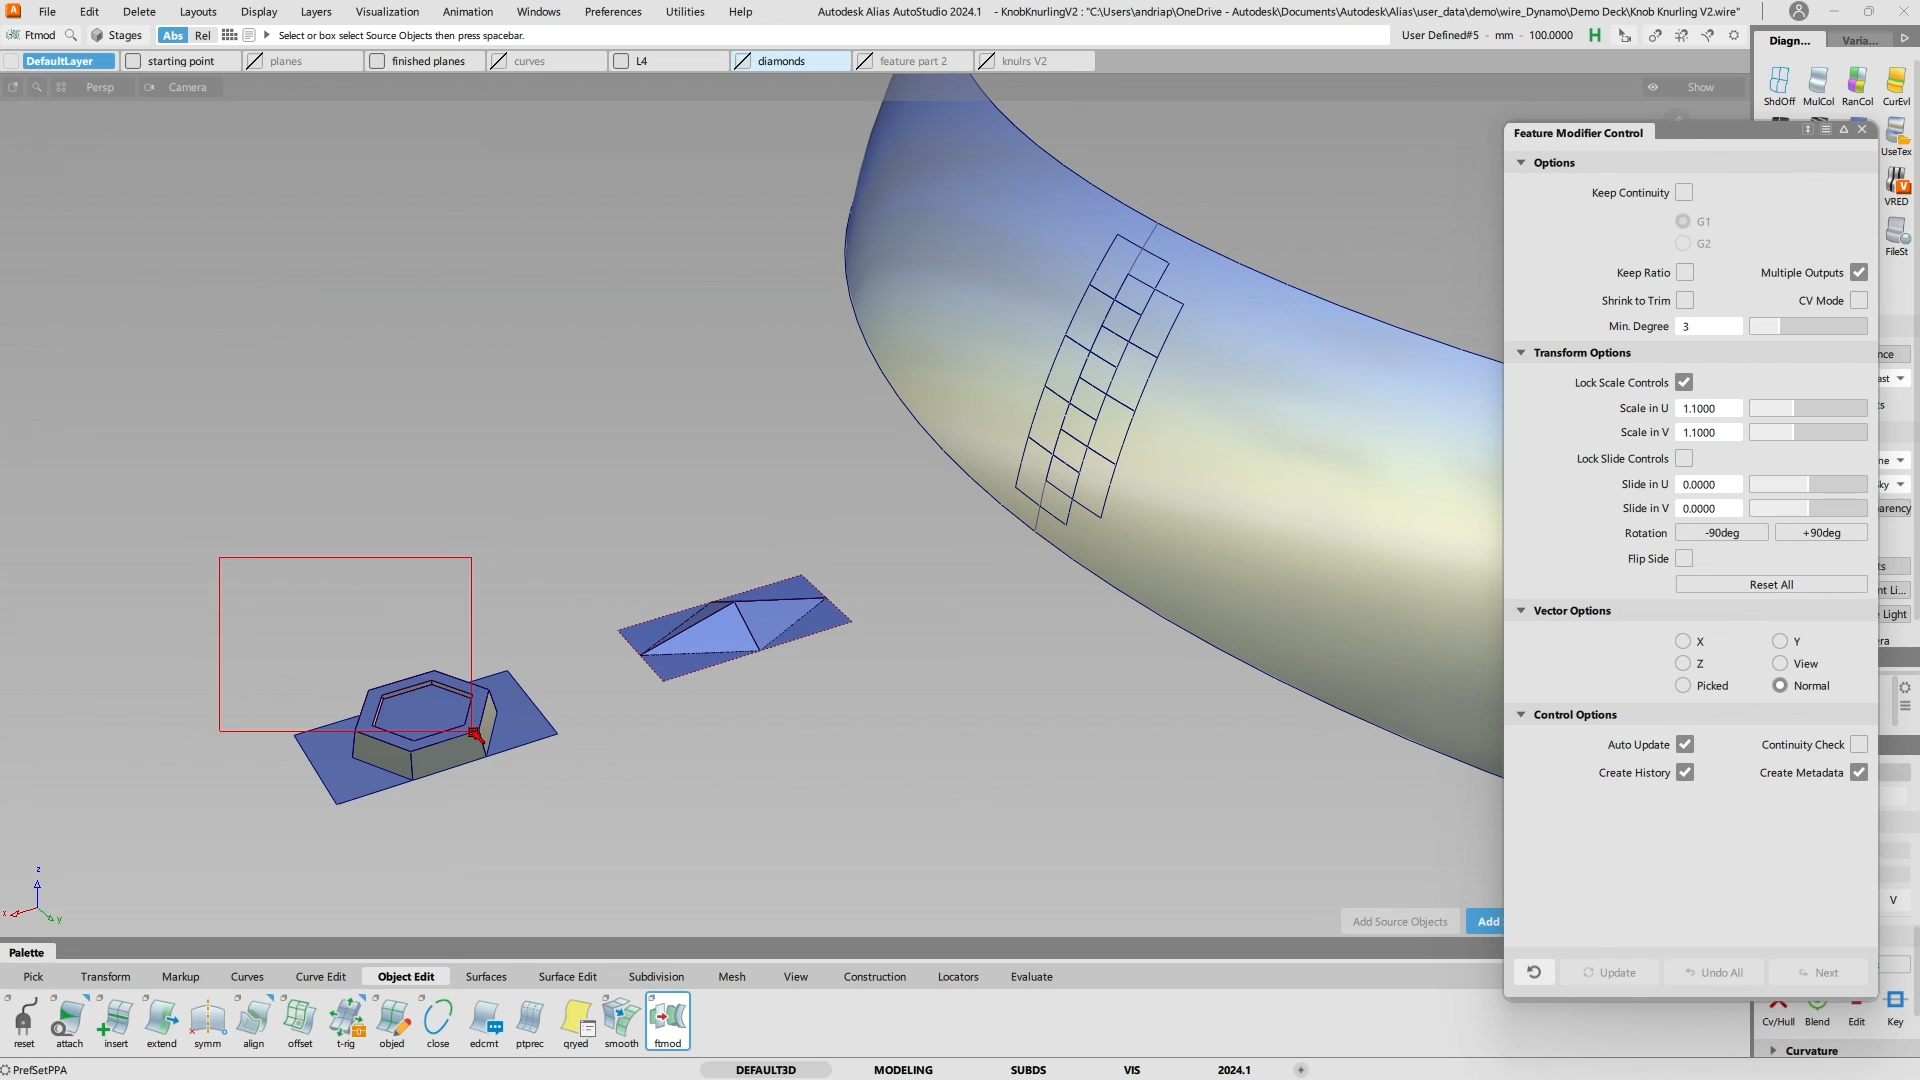 File Edit Delete Layouts Display Layers Visualization Animation Windows Preferences Utilities Help
Autodesk Alias AutoStudio 2024.1 - KnobKnurlingV2 : "C:\Users\andriap\OneDrive - Autodesk\Documents\Autodesk\Alias\user_data\demo\wire_Dynamo\Demo Deck\Knob Knurling V2.wire"
Ftmod Stages Abs Rel Select or box select Source Objects then press spacebar. User Defined#5 - mm - 100.0000 H
Diagn... Varia...
DefaultLayer starting point planes finished planes curves L4 diamonds feature part 2 knulrs V2
Persp Camera Show
ShdOff MulCol RanCol CurEvl
UseTex
VRED
FileSt
Feature Modifier Control
Options
Keep Continuity
G1
G2
Keep Ratio Multiple Outputs
Shrink to Trim CV Mode
Min. Degree 3
Transform Options
Lock Scale Controls
Scale in U 1.1000
Scale in V 1.1000
Lock Slide Controls
Slide in U 0.0000
Slide in V 0.0000
Rotation -90deg +90deg
Flip Side
Reset All
Vector Options
X Y
Z View
Picked Normal
Control Options
Auto Update Continuity Check
Create History Create Metadata
Update Undo All Next
nce
ast
ts
nt Li...
Light
V
z
x
y
Add Source Objects Add
Palette
Pick Transform Markup Curves Curve Edit Object Edit Surfaces Surface Edit Subdivision Mesh View Construction Locators Evaluate
reset attach insert extend symm align offset t-rig objed close edcmt ptprec qryed smooth ftmod
Cv/Hull Blend Edit Key
Curvature
PrefSetPPA DEFAULT3D MODELING SUBDS VIS 2024.1 +